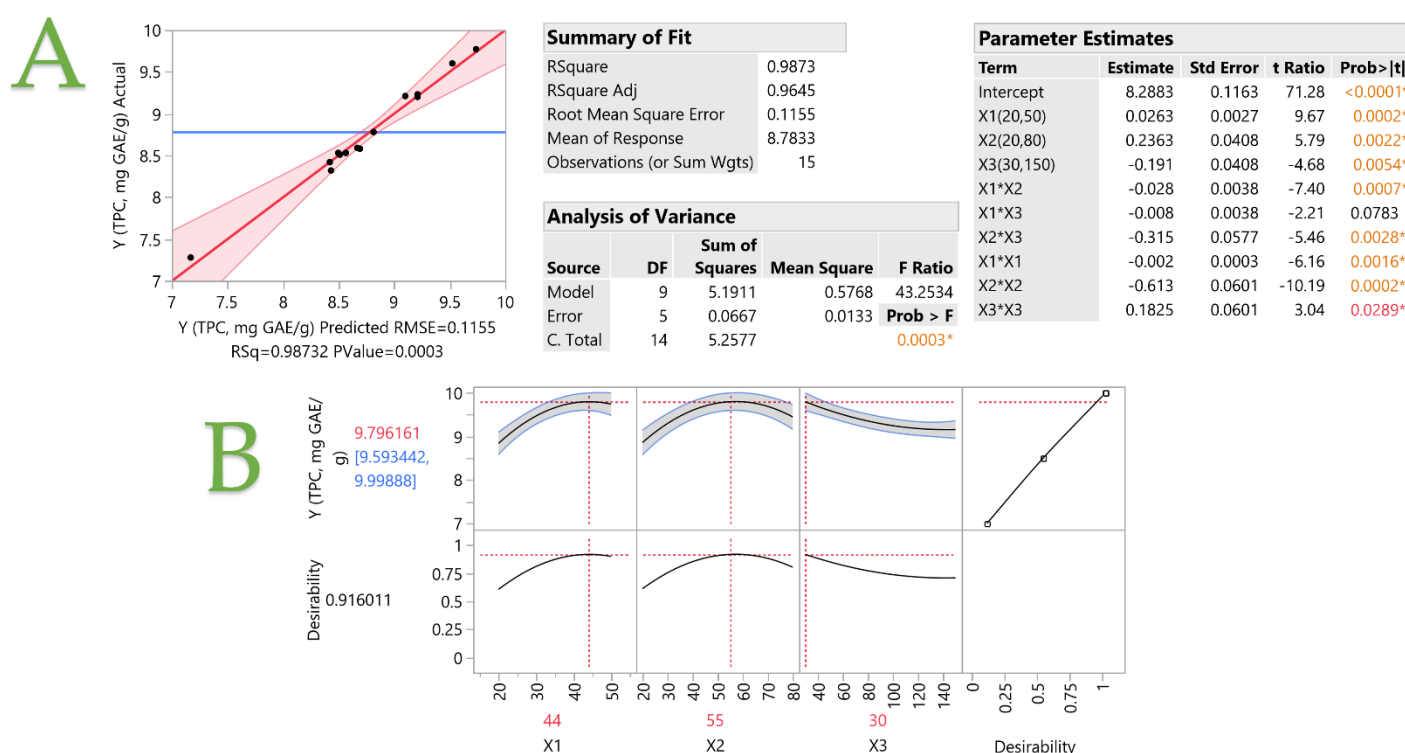 A
Y (TPC, mg GAE/g) Actual
10
9.5
9
8.5
8
7.5
7
7 7.5 8 8.5 9 9.5 10
Y (TPC, mg GAE/g) Predicted RMSE=0.1155
RSq=0.98732 PValue=0.0003
Summary of Fit
RSquare 0.9873
RSquare Adj 0.9645
Root Mean Square Error 0.1155
Mean of Response 8.7833
Observations (or Sum Wgts) 15
Analysis of Variance
Sum of
Source DF Squares Mean Square F Ratio
Model 9 5.1911 0.5768 43.2534
Error 5 0.0667 0.0133 Prob > F
C. Total 14 5.2577 0.0003*
Parameter Estimates
Term Estimate Std Error t Ratio Prob>|t|
Intercept 8.2883 0.1163 71.28 <0.0001*
X1(20,50) 0.0263 0.0027 9.67 0.0002*
X2(20,80) 0.2363 0.0408 5.79 0.0022*
X3(30,150) -0.191 0.0408 -4.68 0.0054*
X1*X2 -0.028 0.0038 -7.40 0.0007*
X1*X3 -0.008 0.0038 -2.21 0.0783
X2*X3 -0.315 0.0577 -5.46 0.0028*
X1*X1 -0.002 0.0003 -6.16 0.0016*
X2*X2 -0.613 0.0601 -10.19 0.0002*
X3*X3 0.1825 0.0601 3.04 0.0289*
B
Y (TPC, mg GAE/
g)
9.796161
[9.593442,
9.99888]
10
9
8
7
Desirability
0.916011
1
0.75
0.5
0.25
0
20 30 40 50
20 30 40 50 60 70 80
40 60 80 100 120 140
0 0.25 0.5 0.75 1
44 55 30
X1 X2 X3 Desirability